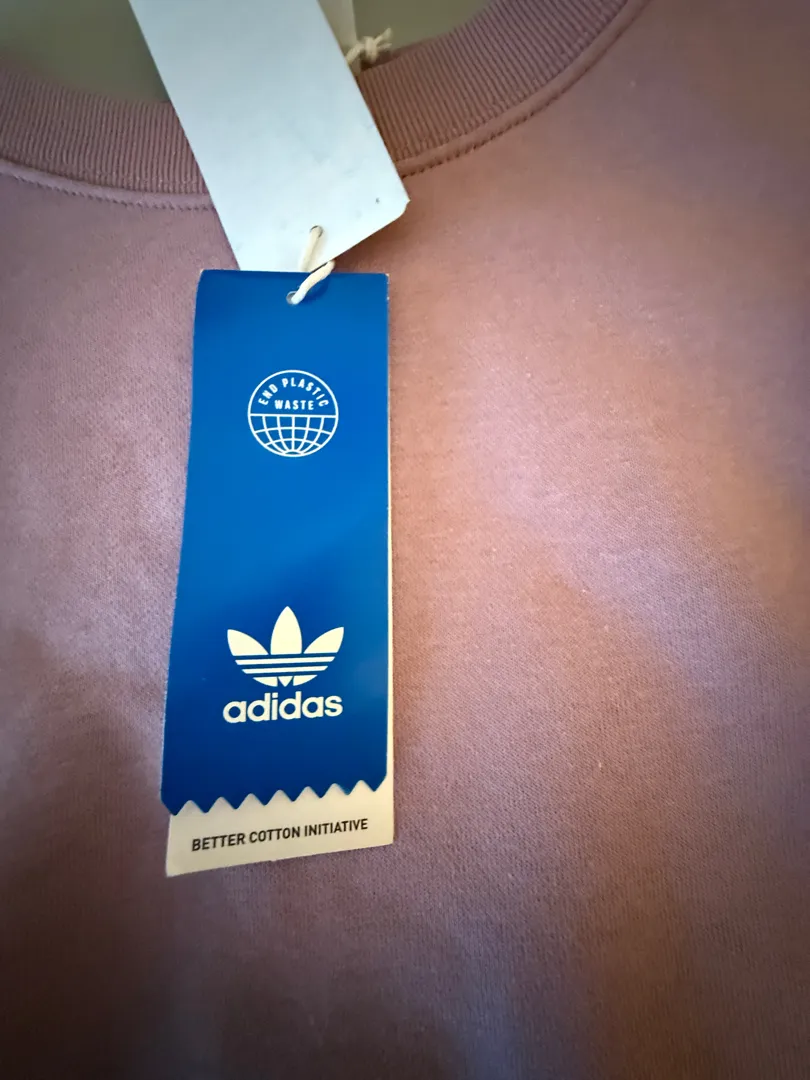 END PLASTIC
WASTE
adidas
BETTER COTTON INITIATIVE